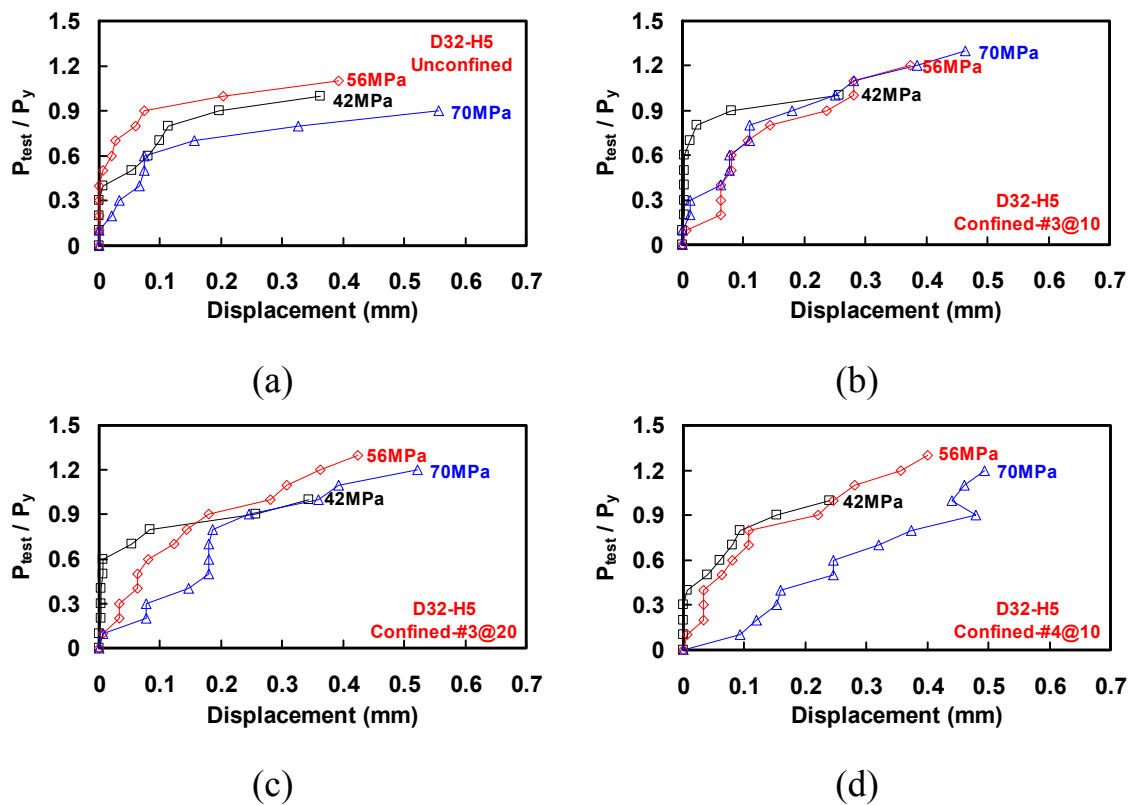 1.5
1.2
0.9
0.6
0.3
0
P_test / P_y
D32-H5
Unconfined
56MPa
42MPa
70MPa
0 0.1 0.2 0.3 0.4 0.5 0.6 0.7
Displacement (mm)
(a)
1.5
1.2
0.9
0.6
0.3
0
P_test / P_y
70MPa
56MPa
42MPa
D32-H5
Confined-#3@10
0 0.1 0.2 0.3 0.4 0.5 0.6 0.7
Displacement (mm)
(b)
1.5
1.2
0.9
0.6
0.3
0
P_test / P_y
56MPa
70MPa
42MPa
D32-H5
Confined-#3@20
0 0.1 0.2 0.3 0.4 0.5 0.6 0.7
Displacement (mm)
(c)
1.5
1.2
0.9
0.6
0.3
0
P_test / P_y
56MPa
70MPa
42MPa
D32-H5
Confined-#4@10
0 0.1 0.2 0.3 0.4 0.5 0.6 0.7
Displacement (mm)
(d)